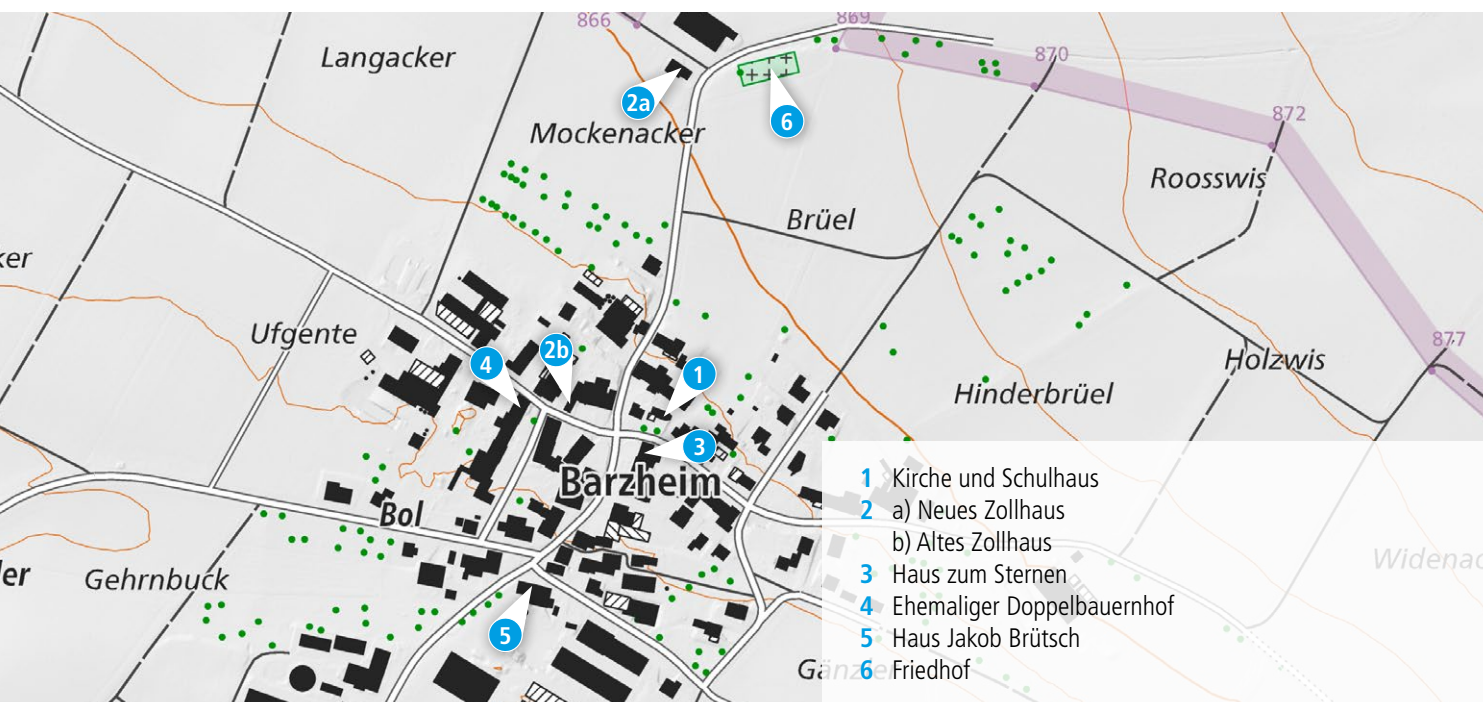 866
869
Langacker
870
2a
6
872
Mockenacker
Roosswis
Brüel
ker
Ufgente
877
2b
4
Holzwis
1
Hinderbrüel
3
Barzheim
1 Kirche und Schulhaus
2 a) Neues Zollhaus
b) Altes Zollhaus
3 Haus zum Sternen
4 Ehemaliger Doppelbauernhof
5 Haus Jakob Brütsch
6 Friedhof
Bol
Widenac
ler
Gehrnbuck
5
Gänzler